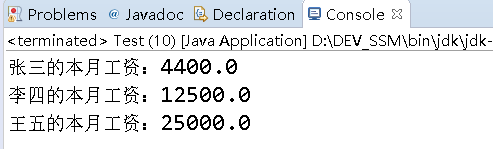 Problems @ Javadoc Declaration Console
<terminated> Test (10) [Java Application] D:\DEV_SSM\bin\jdk\jdk-
张三的本月工资：4400.0
李四的本月工资：12500.0
王五的本月工资：25000.0